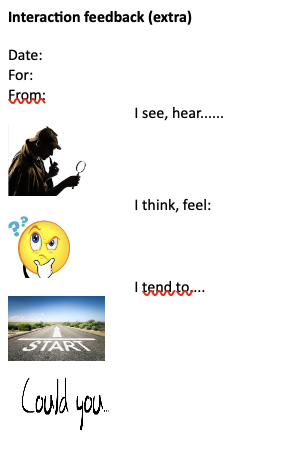 Interaction feedback (extra)
Date:
For:
From:
I see, hear......
I think, feel:
I tend to....
START
Could you...